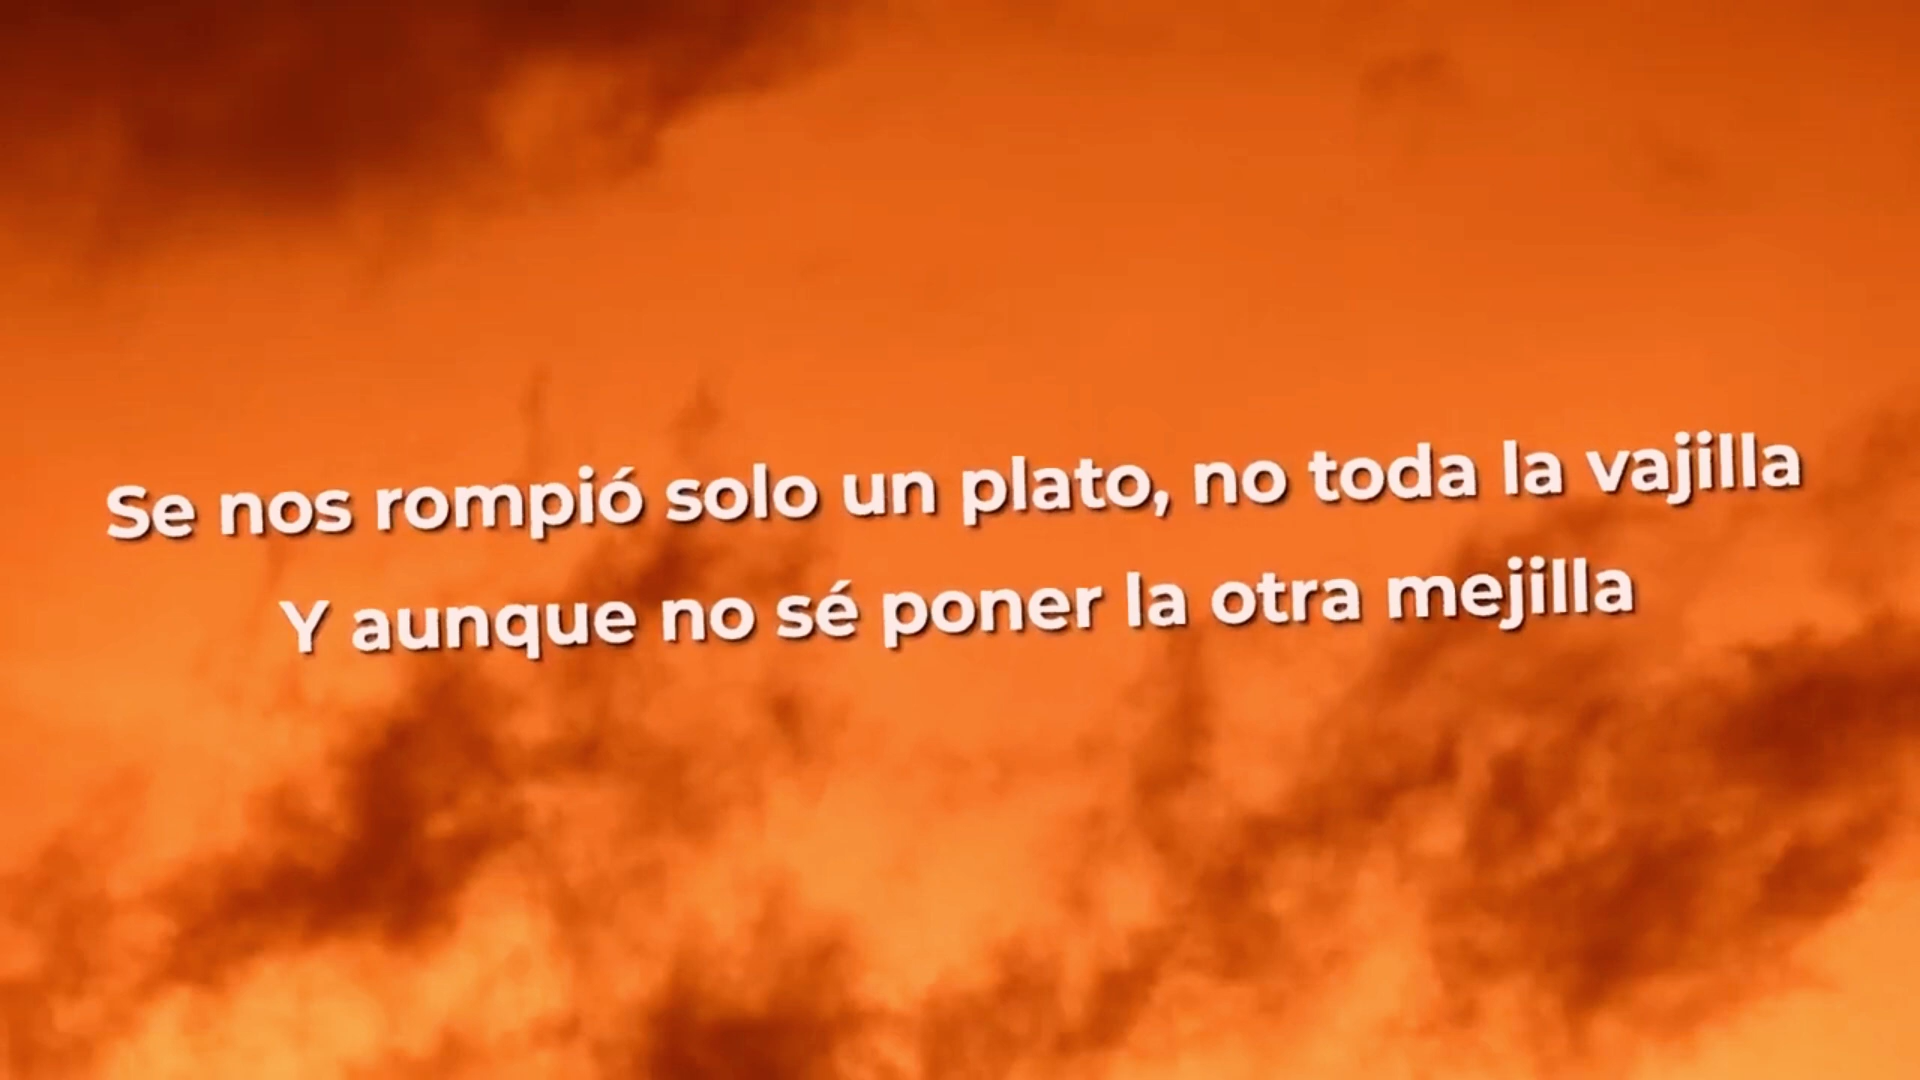 Se nos rompió solo un plato, no toda la vajilla
Y aunque no sé poner la otra mejilla